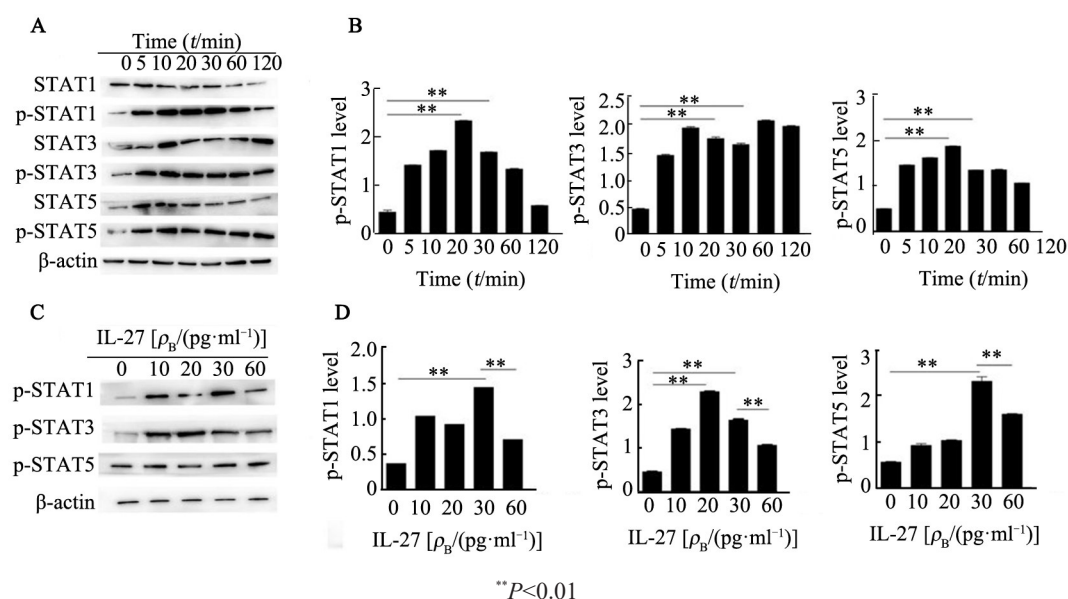 A
Time (t/min)
0 5 10 20 30 60 120
STAT1
p-STAT1
STAT3
p-STAT3
STAT5
p-STAT5
β-actin
B
p-STAT1 level
3
2
1
0
**
**
0 5 10 20 30 60 120
Time (t/min)
p-STAT3 level
2.5
2.0
1.5
1.0
0.5
0
**
**
0 5 10 20 30 60 120
Time (t/min)
p-STAT5 level
3
2
1
0
**
**
0 5 10 20 30 60 120
Time (t/min)
C
IL-27 [ρB/(pg·ml⁻¹)]
0 10 20 30 60
p-STAT1
p-STAT3
p-STAT5
β-actin
D
p-STAT1 level
2.0
1.5
1.0
0.5
0
**
**
0 10 20 30 60
IL-27 [ρB/(pg·ml⁻¹)]
p-STAT3 level
3
2
1
0
**
**
**
0 10 20 30 60
IL-27 [ρB/(pg·ml⁻¹)]
p-STAT5 level
3
2
1
0
**
**
0 10 20 30 60
IL-27 [ρB/(pg·ml⁻¹)]
**P<0.01